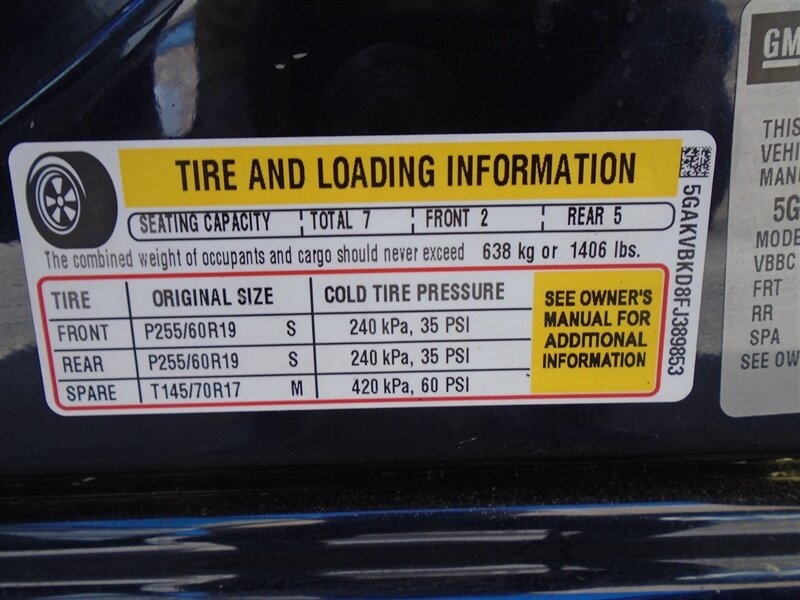 TIRE AND LOADING INFORMATION
SEATING CAPACITY TOTAL 7 FRONT 2 REAR 5
The combined weight of occupants and cargo should never exceed 638 kg or 1406 lbs.
TIRE ORIGINAL SIZE COLD TIRE PRESSURE
FRONT P255/60R19 S 240 kPa, 35 PSI
REAR P255/60R19 S 240 kPa, 35 PSI
SPARE T145/70R17 M 420 kPa, 60 PSI
SEE OWNER'S
MANUAL FOR
ADDITIONAL
INFORMATION
5GAKVBKD8FJ389853
GM
THIS
VEHI
MANU
5G
MODE
VBBC
FRT
RR
SPA
SEE OW